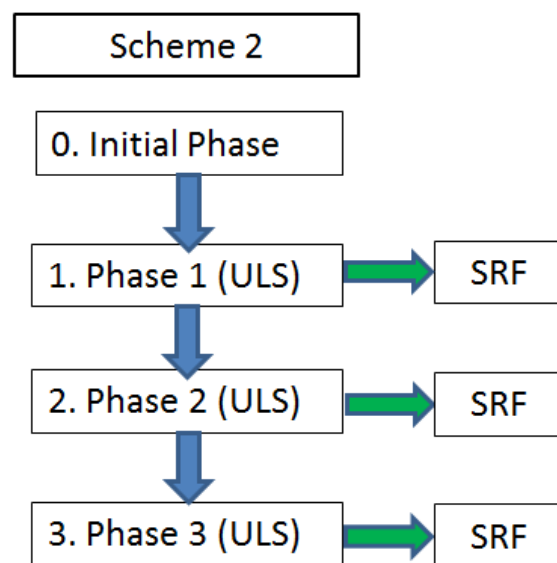 Scheme 2
0. Initial Phase
1. Phase 1 (ULS)
SRF
2. Phase 2 (ULS)
SRF
3. Phase 3 (ULS)
SRF